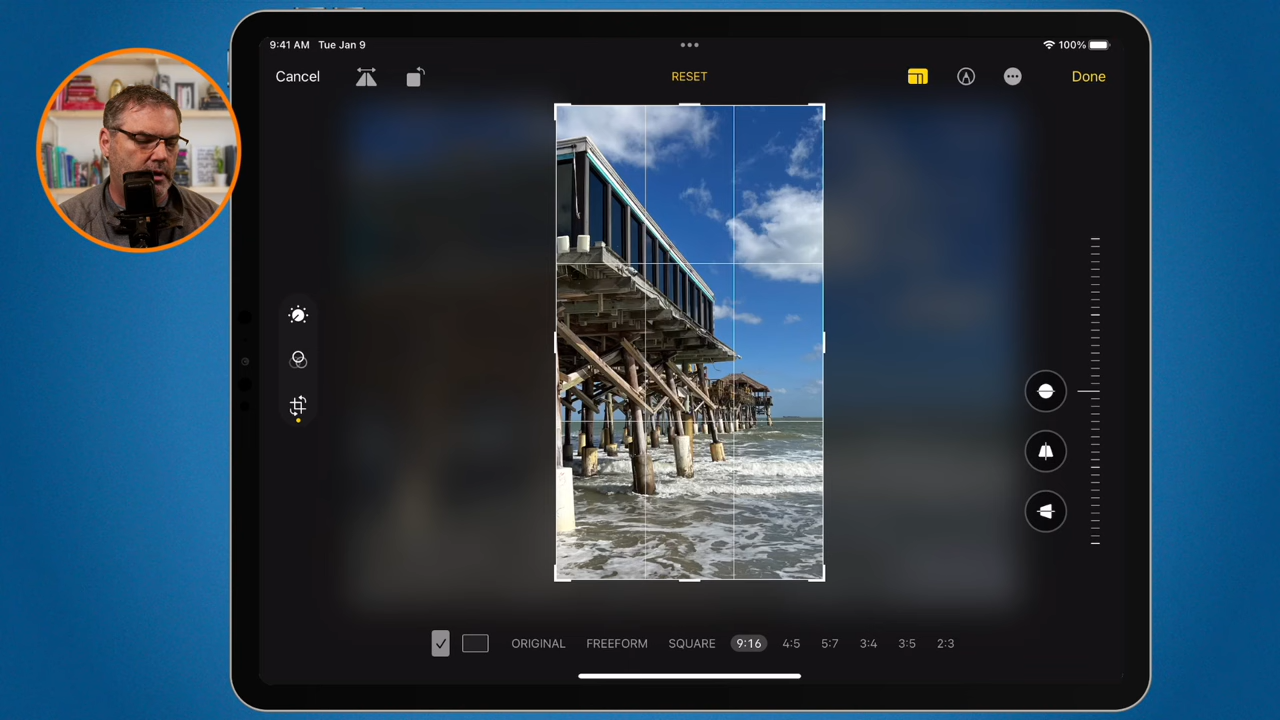 9:41 AM Tue Jan 9
100%
Cancel
RESET
Done
ORIGINAL FREEFORM SQUARE 9:16 4:5 5:7 3:4 3:5 2:3